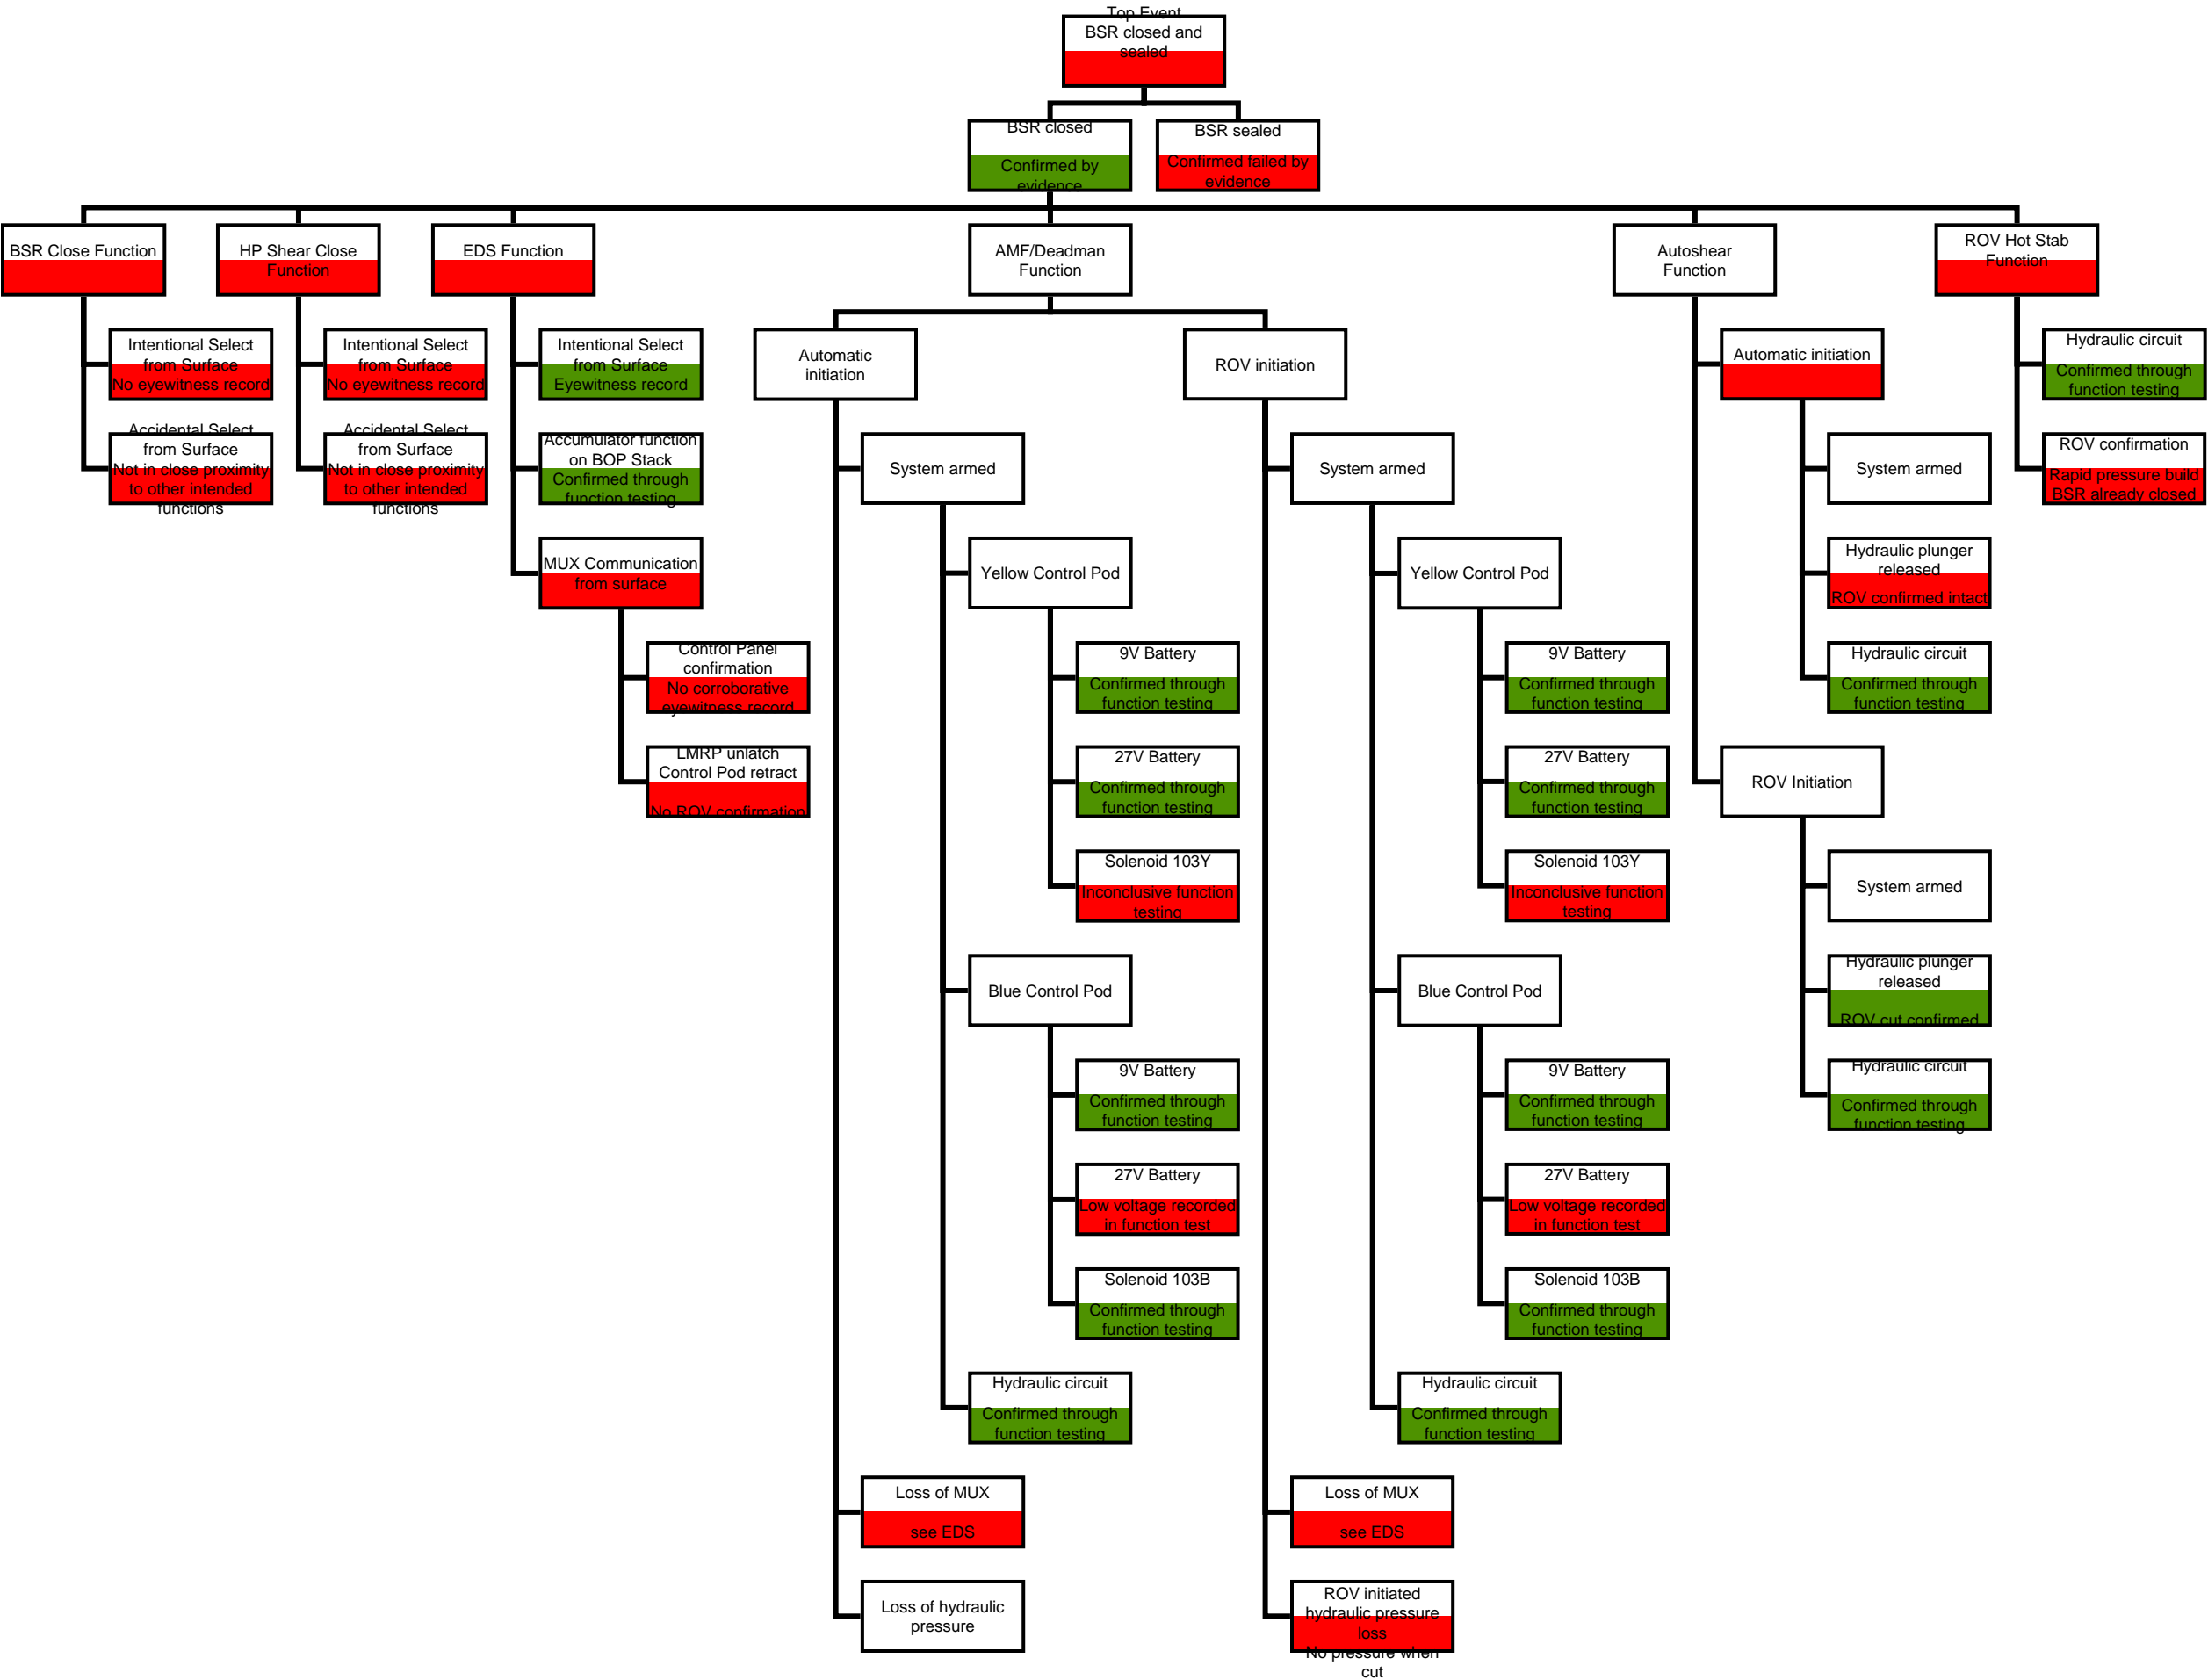 Top Event
BSR closed and
sealed
BSR closed
Confirmed by
evidence
BSR sealed
Confirmed failed by
evidence
BSR Close Function
HP Shear Close
Function
EDS Function
AMF/Deadman
Function
Autoshear
Function
ROV Hot Stab
Function
Intentional Select
from Surface
No eyewitness record
Accidental Select
from Surface
Not in close proximity
to other intended
functions
Intentional Select
from Surface
No eyewitness record
Accidental Select
from Surface
Not in close proximity
to other intended
functions
Intentional Select
from Surface
Eyewitness record
Accumulator function
on BOP Stack
Confirmed through
function testing
MUX Communication
from surface
Control Panel
confirmation
No corroborative
eyewitness record
LMRP unlatch
Control Pod retract
No ROV confirmation
Automatic
initiation
System armed
Yellow Control Pod
9V Battery
Confirmed through
function testing
27V Battery
Confirmed through
function testing
Solenoid 103Y
Inconclusive function
testing
Blue Control Pod
9V Battery
Confirmed through
function testing
27V Battery
Low voltage recorded
in function test
Solenoid 103B
Confirmed through
function testing
Hydraulic circuit
Confirmed through
function testing
Loss of MUX
see EDS
Loss of hydraulic
pressure
ROV initiation
System armed
Yellow Control Pod
9V Battery
Confirmed through
function testing
27V Battery
Confirmed through
function testing
Solenoid 103Y
Inconclusive function
testing
Blue Control Pod
9V Battery
Confirmed through
function testing
27V Battery
Low voltage recorded
in function test
Solenoid 103B
Confirmed through
function testing
Hydraulic circuit
Confirmed through
function testing
Loss of MUX
see EDS
ROV initiated
hydraulic pressure
loss
No pressure when
cut
Automatic initiation
System armed
Hydraulic plunger
released
ROV confirmed intact
Hydraulic circuit
Confirmed through
function testing
ROV Initiation
System armed
Hydraulic plunger
released
ROV cut confirmed
Hydraulic circuit
Confirmed through
function testing
Hydraulic circuit
Confirmed through
function testing
ROV confirmation
Rapid pressure build
BSR already closed